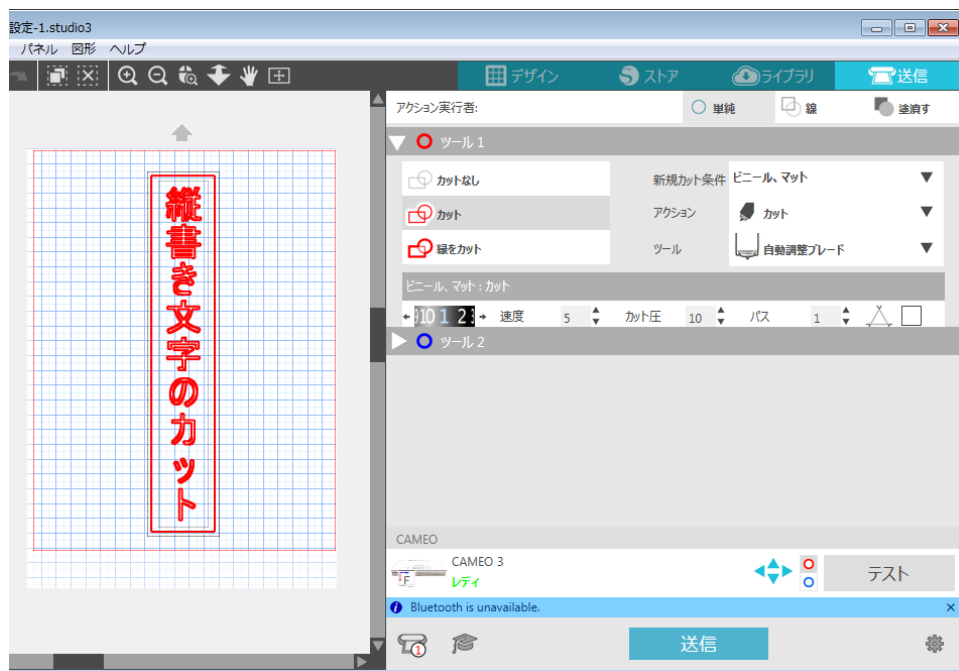 設定-1.studio3
パネル 図形 ヘルプ
デザイン ストア ライブラリ 送信
アクション実行者: 単純 線 塗潰す
ツール 1
カットなし 新規カット条件 ビニール、マット
カット アクション カット
縁をカット ツール 自動調整ブレード
ビニール、マット : カット
10 1 2 速度 5 カット圧 10 パス 1
ツール 2
縦書き文字のカット
CAMEO
CAMEO 3
レディ
テスト
Bluetooth is unavailable.
送信